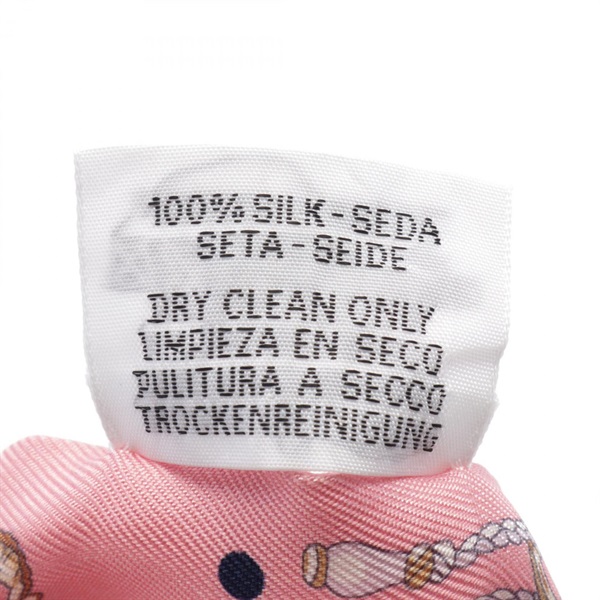 100% SILK-SEDA
SETA-SEIDE
DRY CLEAN ONLY
LIMPIEZA EN SECO
PULITURA A SECCO
TROCKENREINIGUNG